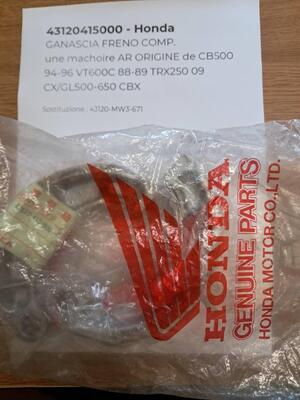 43120415000 - Honda
GANASCIA FRENO COMP.
une machoire AR ORIGINE de CB500
94-96 VT600C 88-89 TRX250 09
CX/GL500-650 CBX
Sostituzione : 43120-MW3-671
HONDA
GENUINE PARTS
HONDA MOTOR CO., LTD.